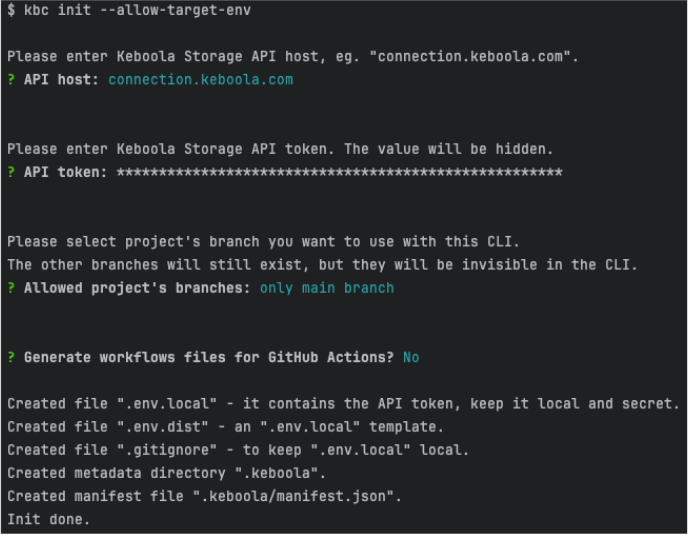 $ kbc init --allow-target-env
Please enter Keboola Storage API host, eg. "connection.keboola.com".
? API host: connection.keboola.com
Please enter Keboola Storage API token. The value will be hidden.
? API token: *****************************************************
Please select project's branch you want to use with this CLI.
The other branches will still exist, but they will be invisible in the CLI.
? Allowed project's branches: only main branch
? Generate workflows files for GitHub Actions? No
Created file ".env.local" - it contains the API token, keep it local and secret.
Created file ".env.dist" - an ".env.local" template.
Created file ".gitignore" - to keep ".env.local" local.
Created metadata directory ".keboola".
Created manifest file ".keboola/manifest.json".
Init done.